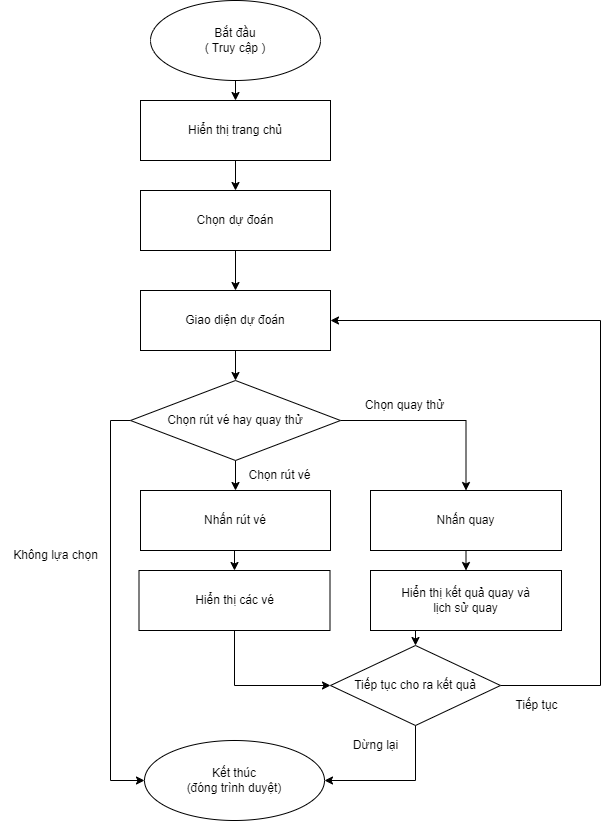 Bắt đầu
( Truy cập )
Hiển thị trang chủ
Chọn dự đoán
Giao diện dự đoán
Chọn rút vé hay quay thử
Chọn quay thử
Chọn rút vé
Nhấn rút vé
Nhấn quay
Không lựa chọn
Hiển thị các vé
Hiển thị kết quả quay và
lịch sử quay
Tiếp tục cho ra kết quả
Tiếp tục
Dừng lại
Kết thúc
(đóng trình duyệt)